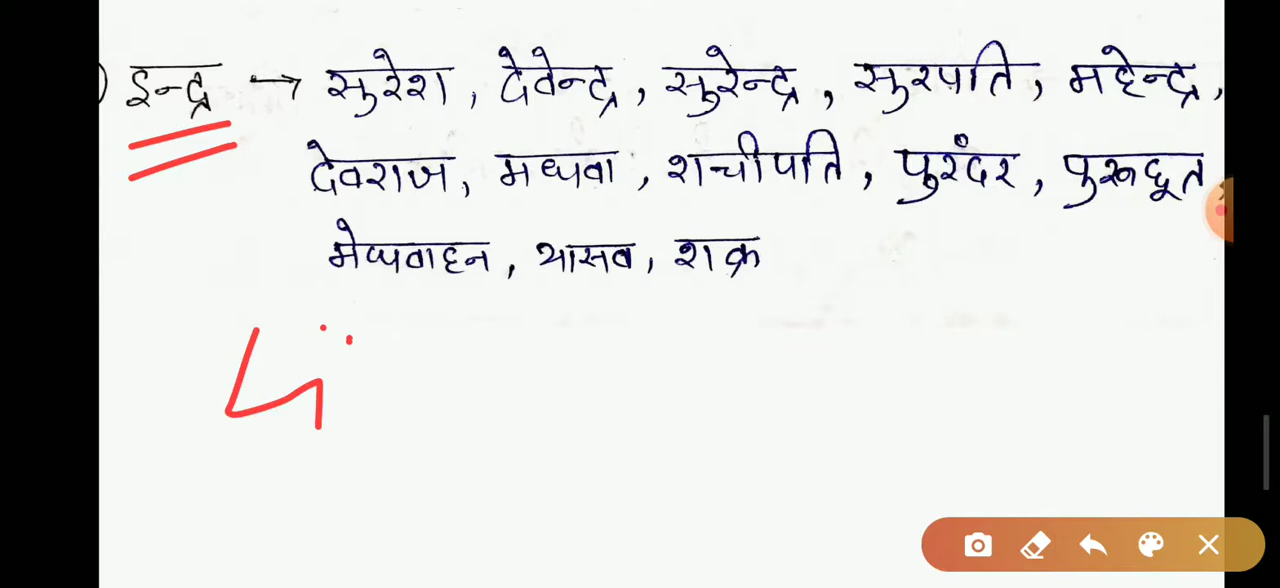 ) इन्द्र → सुरेश, देवेन्द्र, सुरेन्द्र, सुरपति, महेन्द्र,
देवराज, मघवा, शचीपति, पुरंदर, पुरूहूत,
मेघवाहन, वासव, शक्र